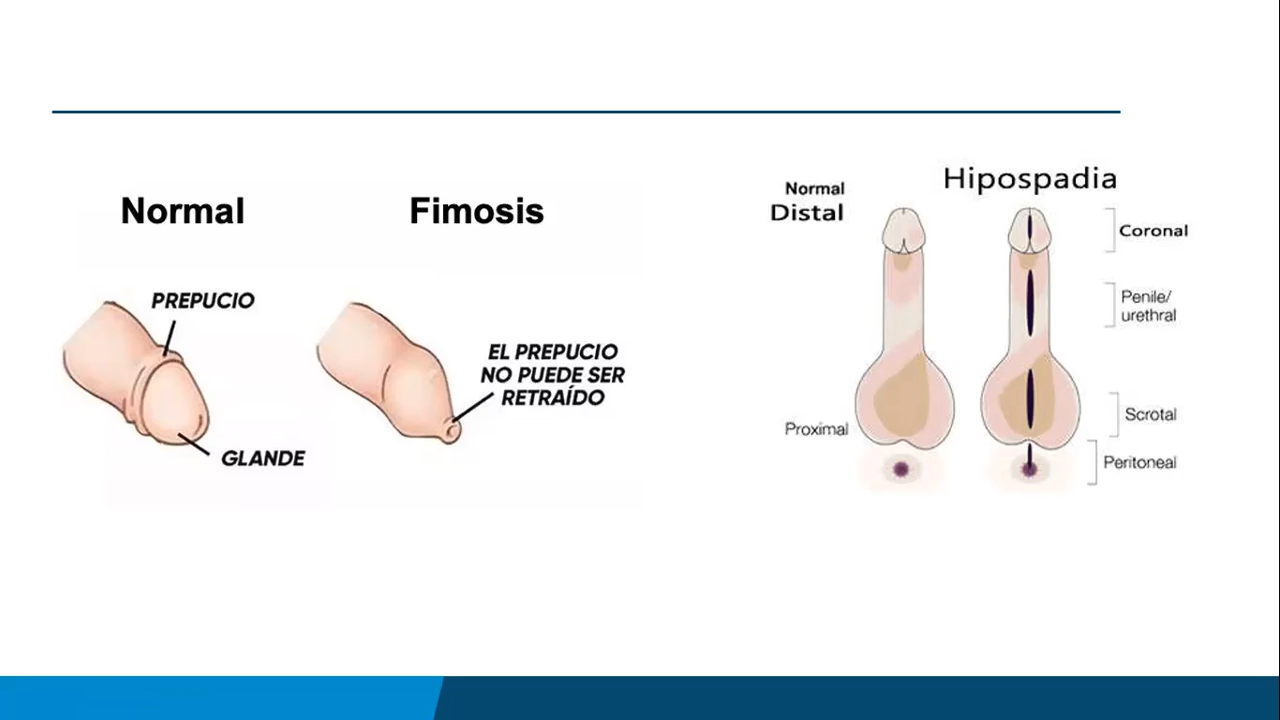 Normal
Fimosis
PREPUCIO
GLANDE
EL PREPUCIO
NO PUEDE SER
RETRAÍDO
Normal
Distal
Hipospadia
Coronal
Penile/
urethral
Scrotal
Proximal
Peritoneal